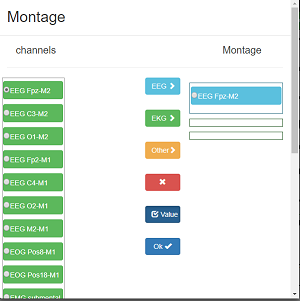 Montage
channels
Montage
EEG Fpz-M2
EEG C3-M2
EEG O1-M2
EEG Fp2-M1
EEG C4-M1
EEG O2-M1
EEG M2-M1
EOG Pos8-M1
EOG Pos18-M1
EMG submental
EEG
EKG
Other
Value
Ok
EEG Fpz-M2